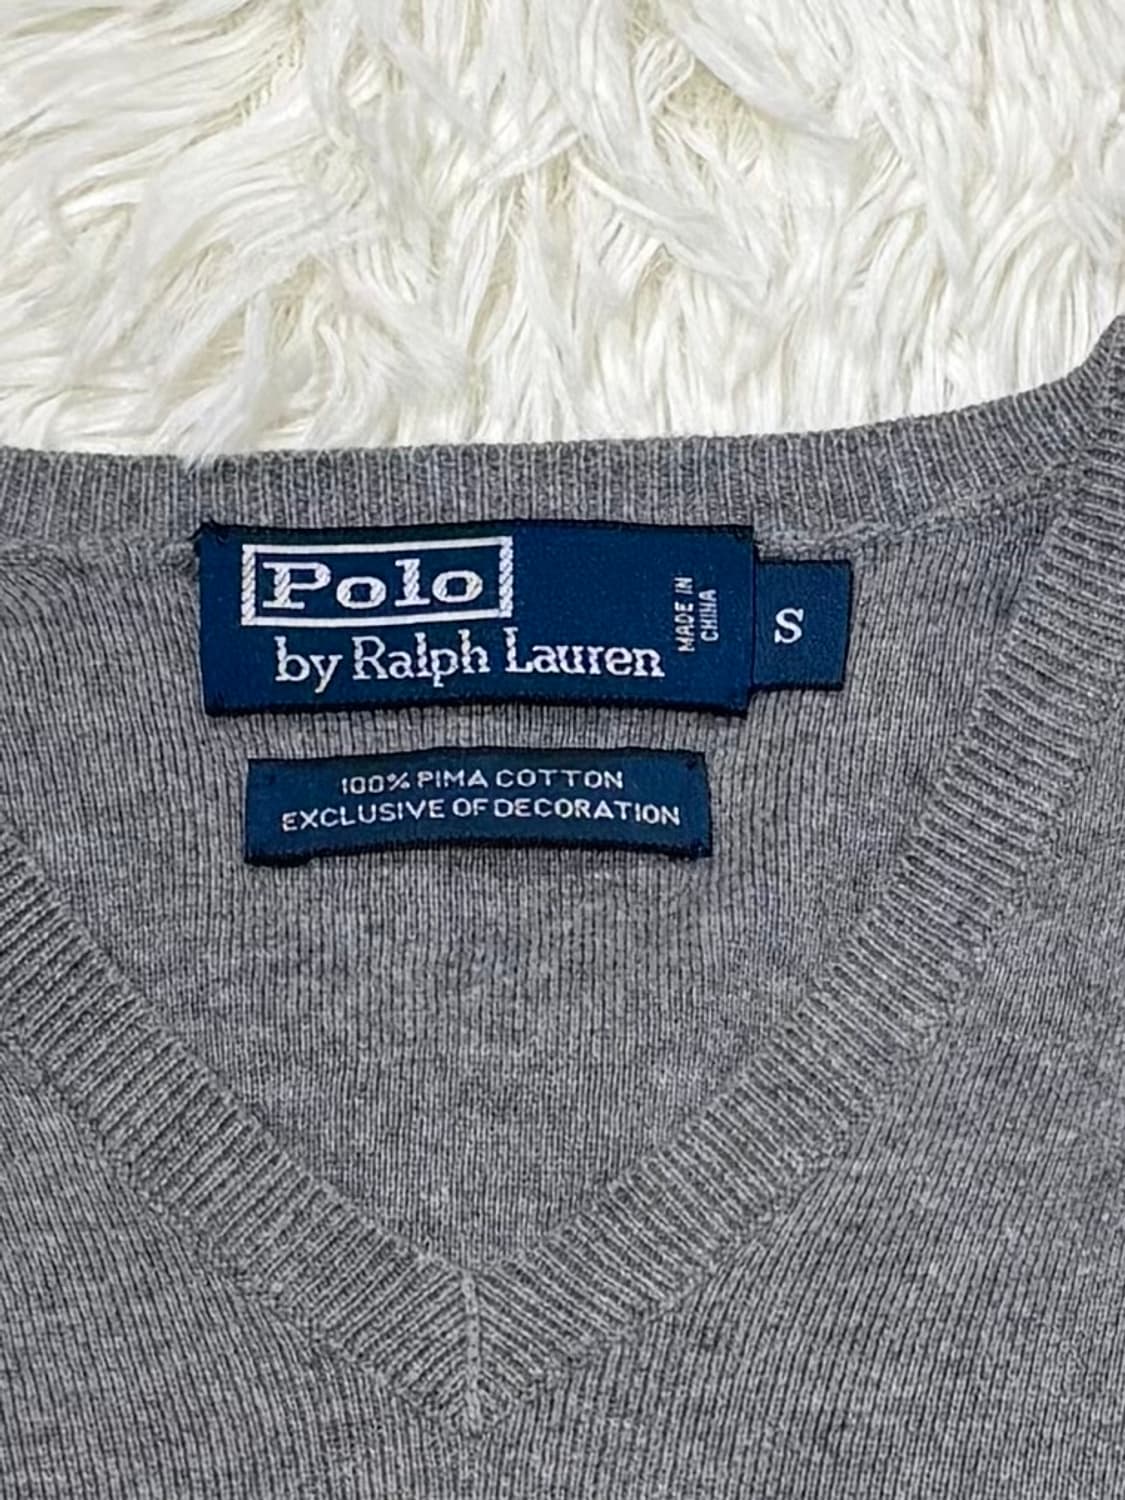 Polo
by Ralph Lauren
MADE IN
CHINA
S
100% PIMA COTTON
EXCLUSIVE OF DECORATION